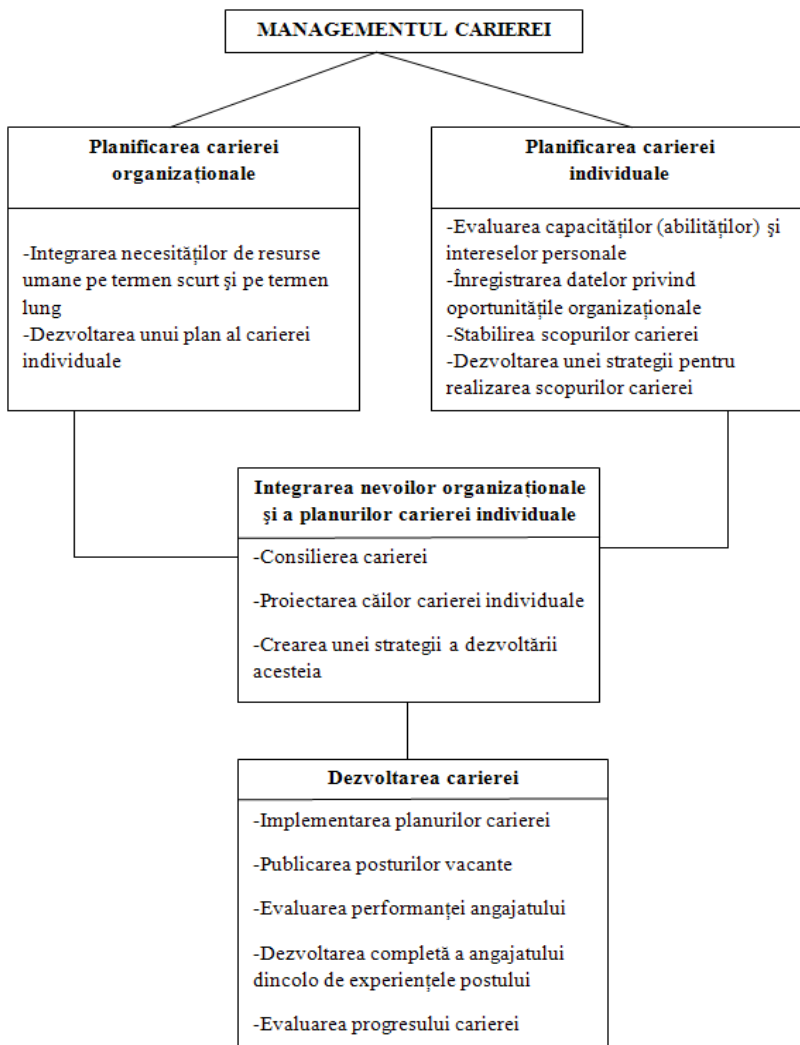 MANAGEMENTUL CARIEREI
Planificarea carierei
organizaționale
-Integrarea necesităților de resurse
umane pe termen scurt şi pe termen
lung
-Dezvoltarea unui plan al carierei
individuale
Planificarea carierei
individuale
-Evaluarea capacităților (abilităților) şi
intereselor personale
-Înregistrarea datelor privind
oportunitățile organizaționale
-Stabilirea scopurilor carierei
-Dezvoltarea unei strategii pentru
realizarea scopurilor carierei
Integrarea nevoilor organizaționale
şi a planurilor carierei individuale
-Consilierea carierei
-Proiectarea căilor carierei individuale
-Crearea unei strategii a dezvoltării
acesteia
Dezvoltarea carierei
-Implementarea planurilor carierei
-Publicarea posturilor vacante
-Evaluarea performanței angajatului
-Dezvoltarea completă a angajatului
dincolo de experiențele postului
-Evaluarea progresului carierei